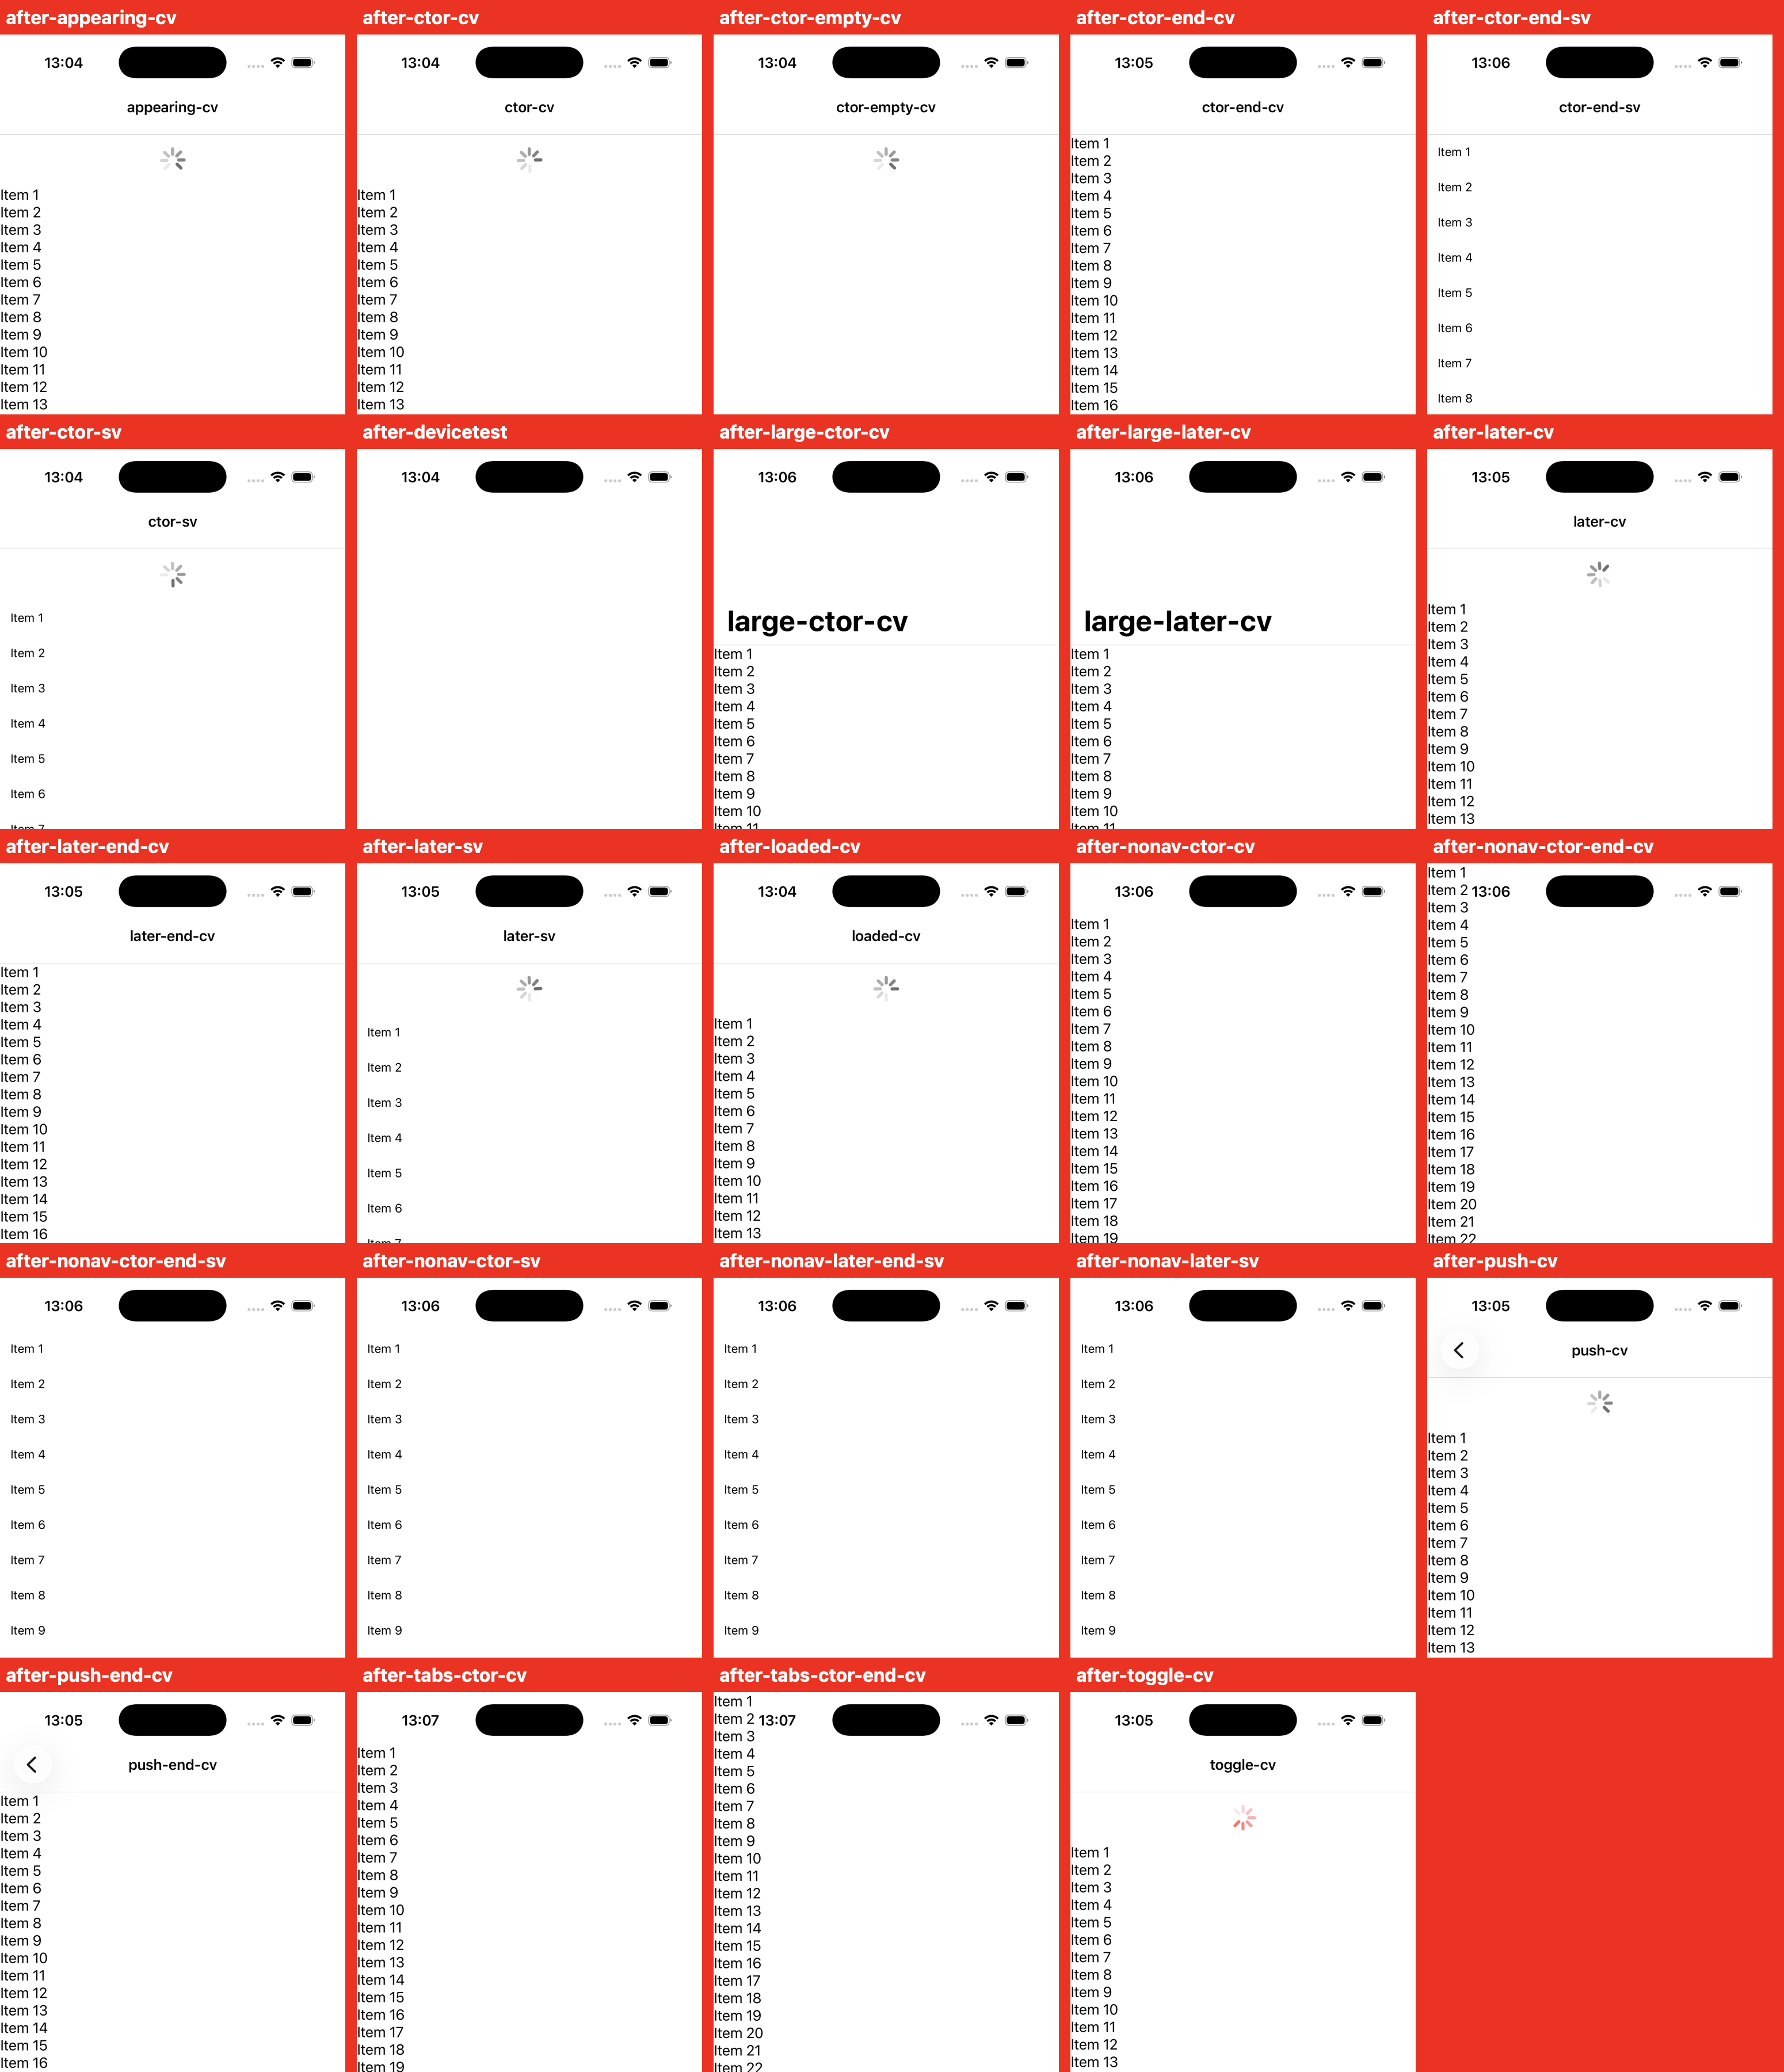 after-appearing-cv
13:04
appearing-cv
Item 1
Item 2
Item 3
Item 4
Item 5
Item 6
Item 7
Item 8
Item 9
Item 10
Item 11
Item 12
Item 13
after-ctor-cv
13:04
ctor-cv
Item 1
Item 2
Item 3
Item 4
Item 5
Item 6
Item 7
Item 8
Item 9
Item 10
Item 11
Item 12
Item 13
after-ctor-empty-cv
13:04
ctor-empty-cv
after-ctor-end-cv
13:05
ctor-end-cv
Item 1
Item 2
Item 3
Item 4
Item 5
Item 6
Item 7
Item 8
Item 9
Item 10
Item 11
Item 12
Item 13
Item 14
Item 15
Item 16
after-ctor-end-sv
13:06
ctor-end-sv
Item 1
Item 2
Item 3
Item 4
Item 5
Item 6
Item 7
Item 8
after-ctor-sv
13:04
ctor-sv
Item 1
Item 2
Item 3
Item 4
Item 5
Item 6
Item 7
after-devicetest
13:04
after-large-ctor-cv
13:06
large-ctor-cv
Item 1
Item 2
Item 3
Item 4
Item 5
Item 6
Item 7
Item 8
Item 9
Item 10
Item 11
after-large-later-cv
13:06
large-later-cv
Item 1
Item 2
Item 3
Item 4
Item 5
Item 6
Item 7
Item 8
Item 9
Item 10
Item 11
after-later-cv
13:05
later-cv
Item 1
Item 2
Item 3
Item 4
Item 5
Item 6
Item 7
Item 8
Item 9
Item 10
Item 11
Item 12
Item 13
after-later-end-cv
13:05
later-end-cv
Item 1
Item 2
Item 3
Item 4
Item 5
Item 6
Item 7
Item 8
Item 9
Item 10
Item 11
Item 12
Item 13
Item 14
Item 15
Item 16
after-later-sv
13:05
later-sv
Item 1
Item 2
Item 3
Item 4
Item 5
Item 6
Item 7
after-loaded-cv
13:04
loaded-cv
Item 1
Item 2
Item 3
Item 4
Item 5
Item 6
Item 7
Item 8
Item 9
Item 10
Item 11
Item 12
Item 13
after-nonav-ctor-cv
13:06
Item 1
Item 2
Item 3
Item 4
Item 5
Item 6
Item 7
Item 8
Item 9
Item 10
Item 11
Item 12
Item 13
Item 14
Item 15
Item 16
Item 17
Item 18
Item 19
after-nonav-ctor-end-cv
Item 1
Item 2 13:06
Item 3
Item 4
Item 5
Item 6
Item 7
Item 8
Item 9
Item 10
Item 11
Item 12
Item 13
Item 14
Item 15
Item 16
Item 17
Item 18
Item 19
Item 20
Item 21
Item 22
after-nonav-ctor-end-sv
13:06
Item 1
Item 2
Item 3
Item 4
Item 5
Item 6
Item 7
Item 8
Item 9
after-nonav-ctor-sv
13:06
Item 1
Item 2
Item 3
Item 4
Item 5
Item 6
Item 7
Item 8
Item 9
after-nonav-later-end-sv
13:06
Item 1
Item 2
Item 3
Item 4
Item 5
Item 6
Item 7
Item 8
Item 9
after-nonav-later-sv
13:06
Item 1
Item 2
Item 3
Item 4
Item 5
Item 6
Item 7
Item 8
Item 9
after-push-cv
13:05
push-cv
Item 1
Item 2
Item 3
Item 4
Item 5
Item 6
Item 7
Item 8
Item 9
Item 10
Item 11
Item 12
Item 13
after-push-end-cv
13:05
push-end-cv
Item 1
Item 2
Item 3
Item 4
Item 5
Item 6
Item 7
Item 8
Item 9
Item 10
Item 11
Item 12
Item 13
Item 14
Item 15
Item 16
after-tabs-ctor-cv
13:07
Item 1
Item 2
Item 3
Item 4
Item 5
Item 6
Item 7
Item 8
Item 9
Item 10
Item 11
Item 12
Item 13
Item 14
Item 15
Item 16
Item 17
Item 18
Item 19
after-tabs-ctor-end-cv
Item 1
Item 2 13:07
Item 3
Item 4
Item 5
Item 6
Item 7
Item 8
Item 9
Item 10
Item 11
Item 12
Item 13
Item 14
Item 15
Item 16
Item 17
Item 18
Item 19
Item 20
Item 21
Item 22
after-toggle-cv
13:05
toggle-cv
Item 1
Item 2
Item 3
Item 4
Item 5
Item 6
Item 7
Item 8
Item 9
Item 10
Item 11
Item 12
Item 13